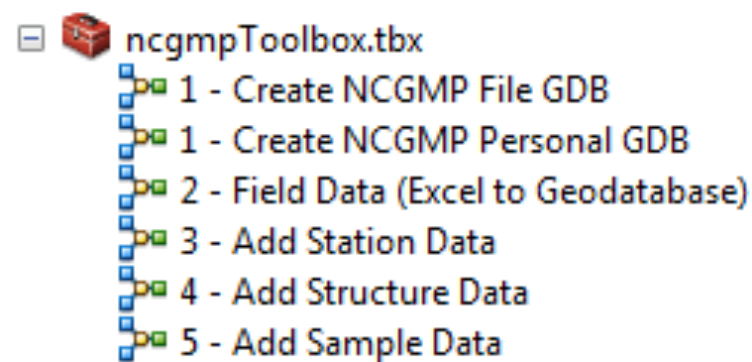 ncgmpToolbox.tbx
1 - Create NCGMP File GDB
1 - Create NCGMP Personal GDB
2 - Field Data (Excel to Geodatabase)
3 - Add Station Data
4 - Add Structure Data
5 - Add Sample Data